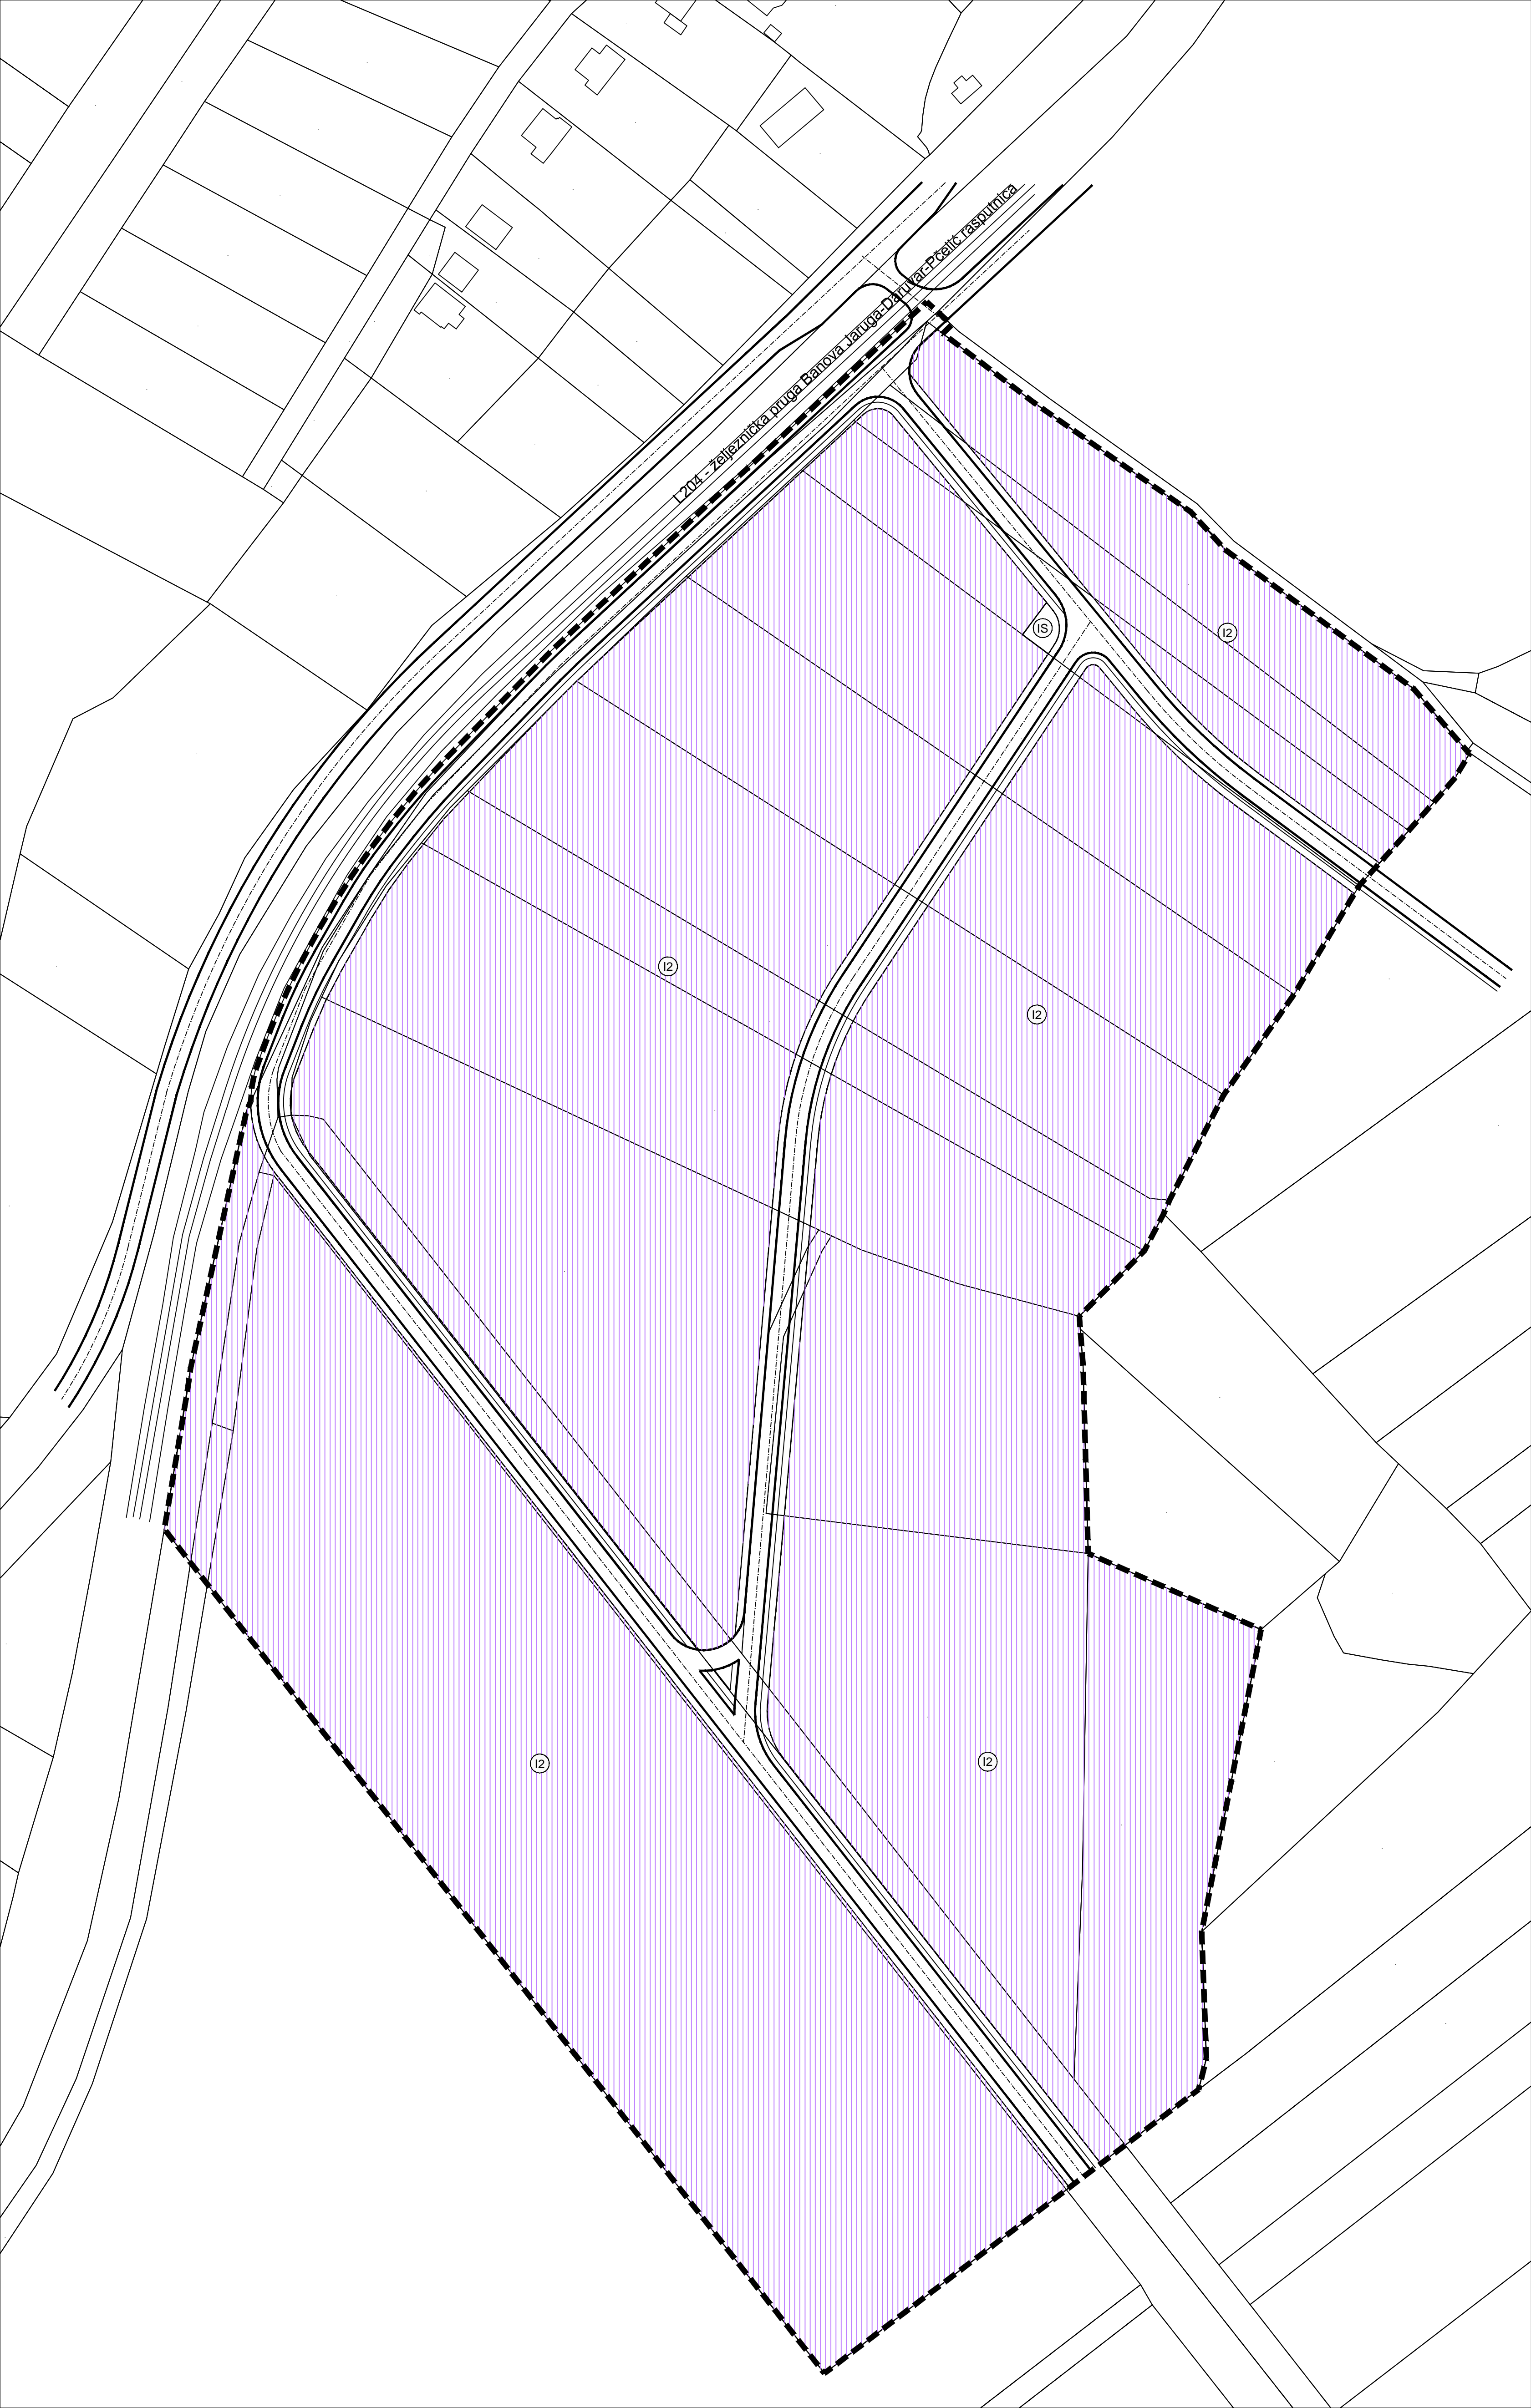 L204 - željeznička pruga Banova Jaruga-Daruvar-Pčelić rasputnica
IS
I2
I2
I2
I2
I2